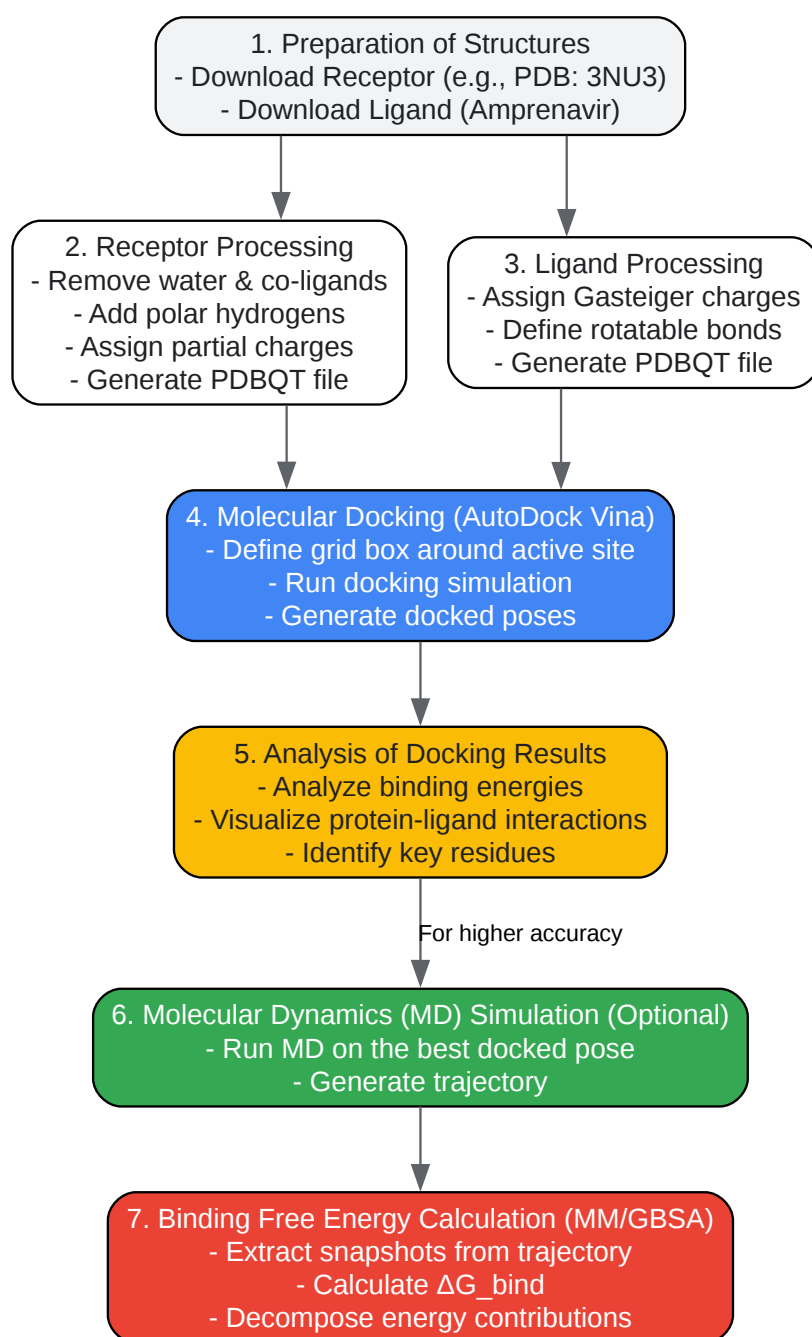 1. Preparation of Structures
- Download Receptor (e.g., PDB: 3NU3)
- Download Ligand (Amprenavir)
2. Receptor Processing
- Remove water & co-ligands
- Add polar hydrogens
- Assign partial charges
- Generate PDBQT file
3. Ligand Processing
- Assign Gasteiger charges
- Define rotatable bonds
- Generate PDBQT file
4. Molecular Docking (AutoDock Vina)
- Define grid box around active site
- Run docking simulation
- Generate docked poses
5. Analysis of Docking Results
- Analyze binding energies
- Visualize protein-ligand interactions
- Identify key residues
For higher accuracy
6. Molecular Dynamics (MD) Simulation (Optional)
- Run MD on the best docked pose
- Generate trajectory
7. Binding Free Energy Calculation (MM/GBSA)
- Extract snapshots from trajectory
- Calculate ΔG_bind
- Decompose energy contributions